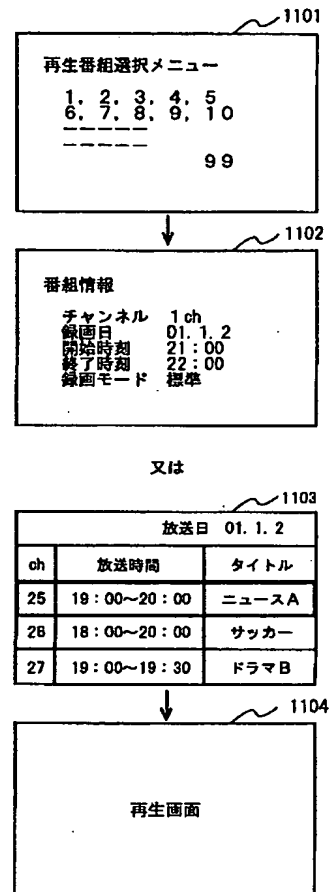 1101
再生番組選択メニュー
1, 2, 3, 4, 5
6, 7, 8, 9, 10
99
1102
番組情報
チャンネル 1ch
録画日 01. 1. 2
開始時刻 21:00
終了時刻 22:00
録画モード 標準
又は
1103
放送日 01. 1. 2
ch 放送時間 タイトル
25 19:00~20:00 ニュースA
26 18:00~20:00 サッカー
27 19:00~19:30 ドラマB
1104
再生画面